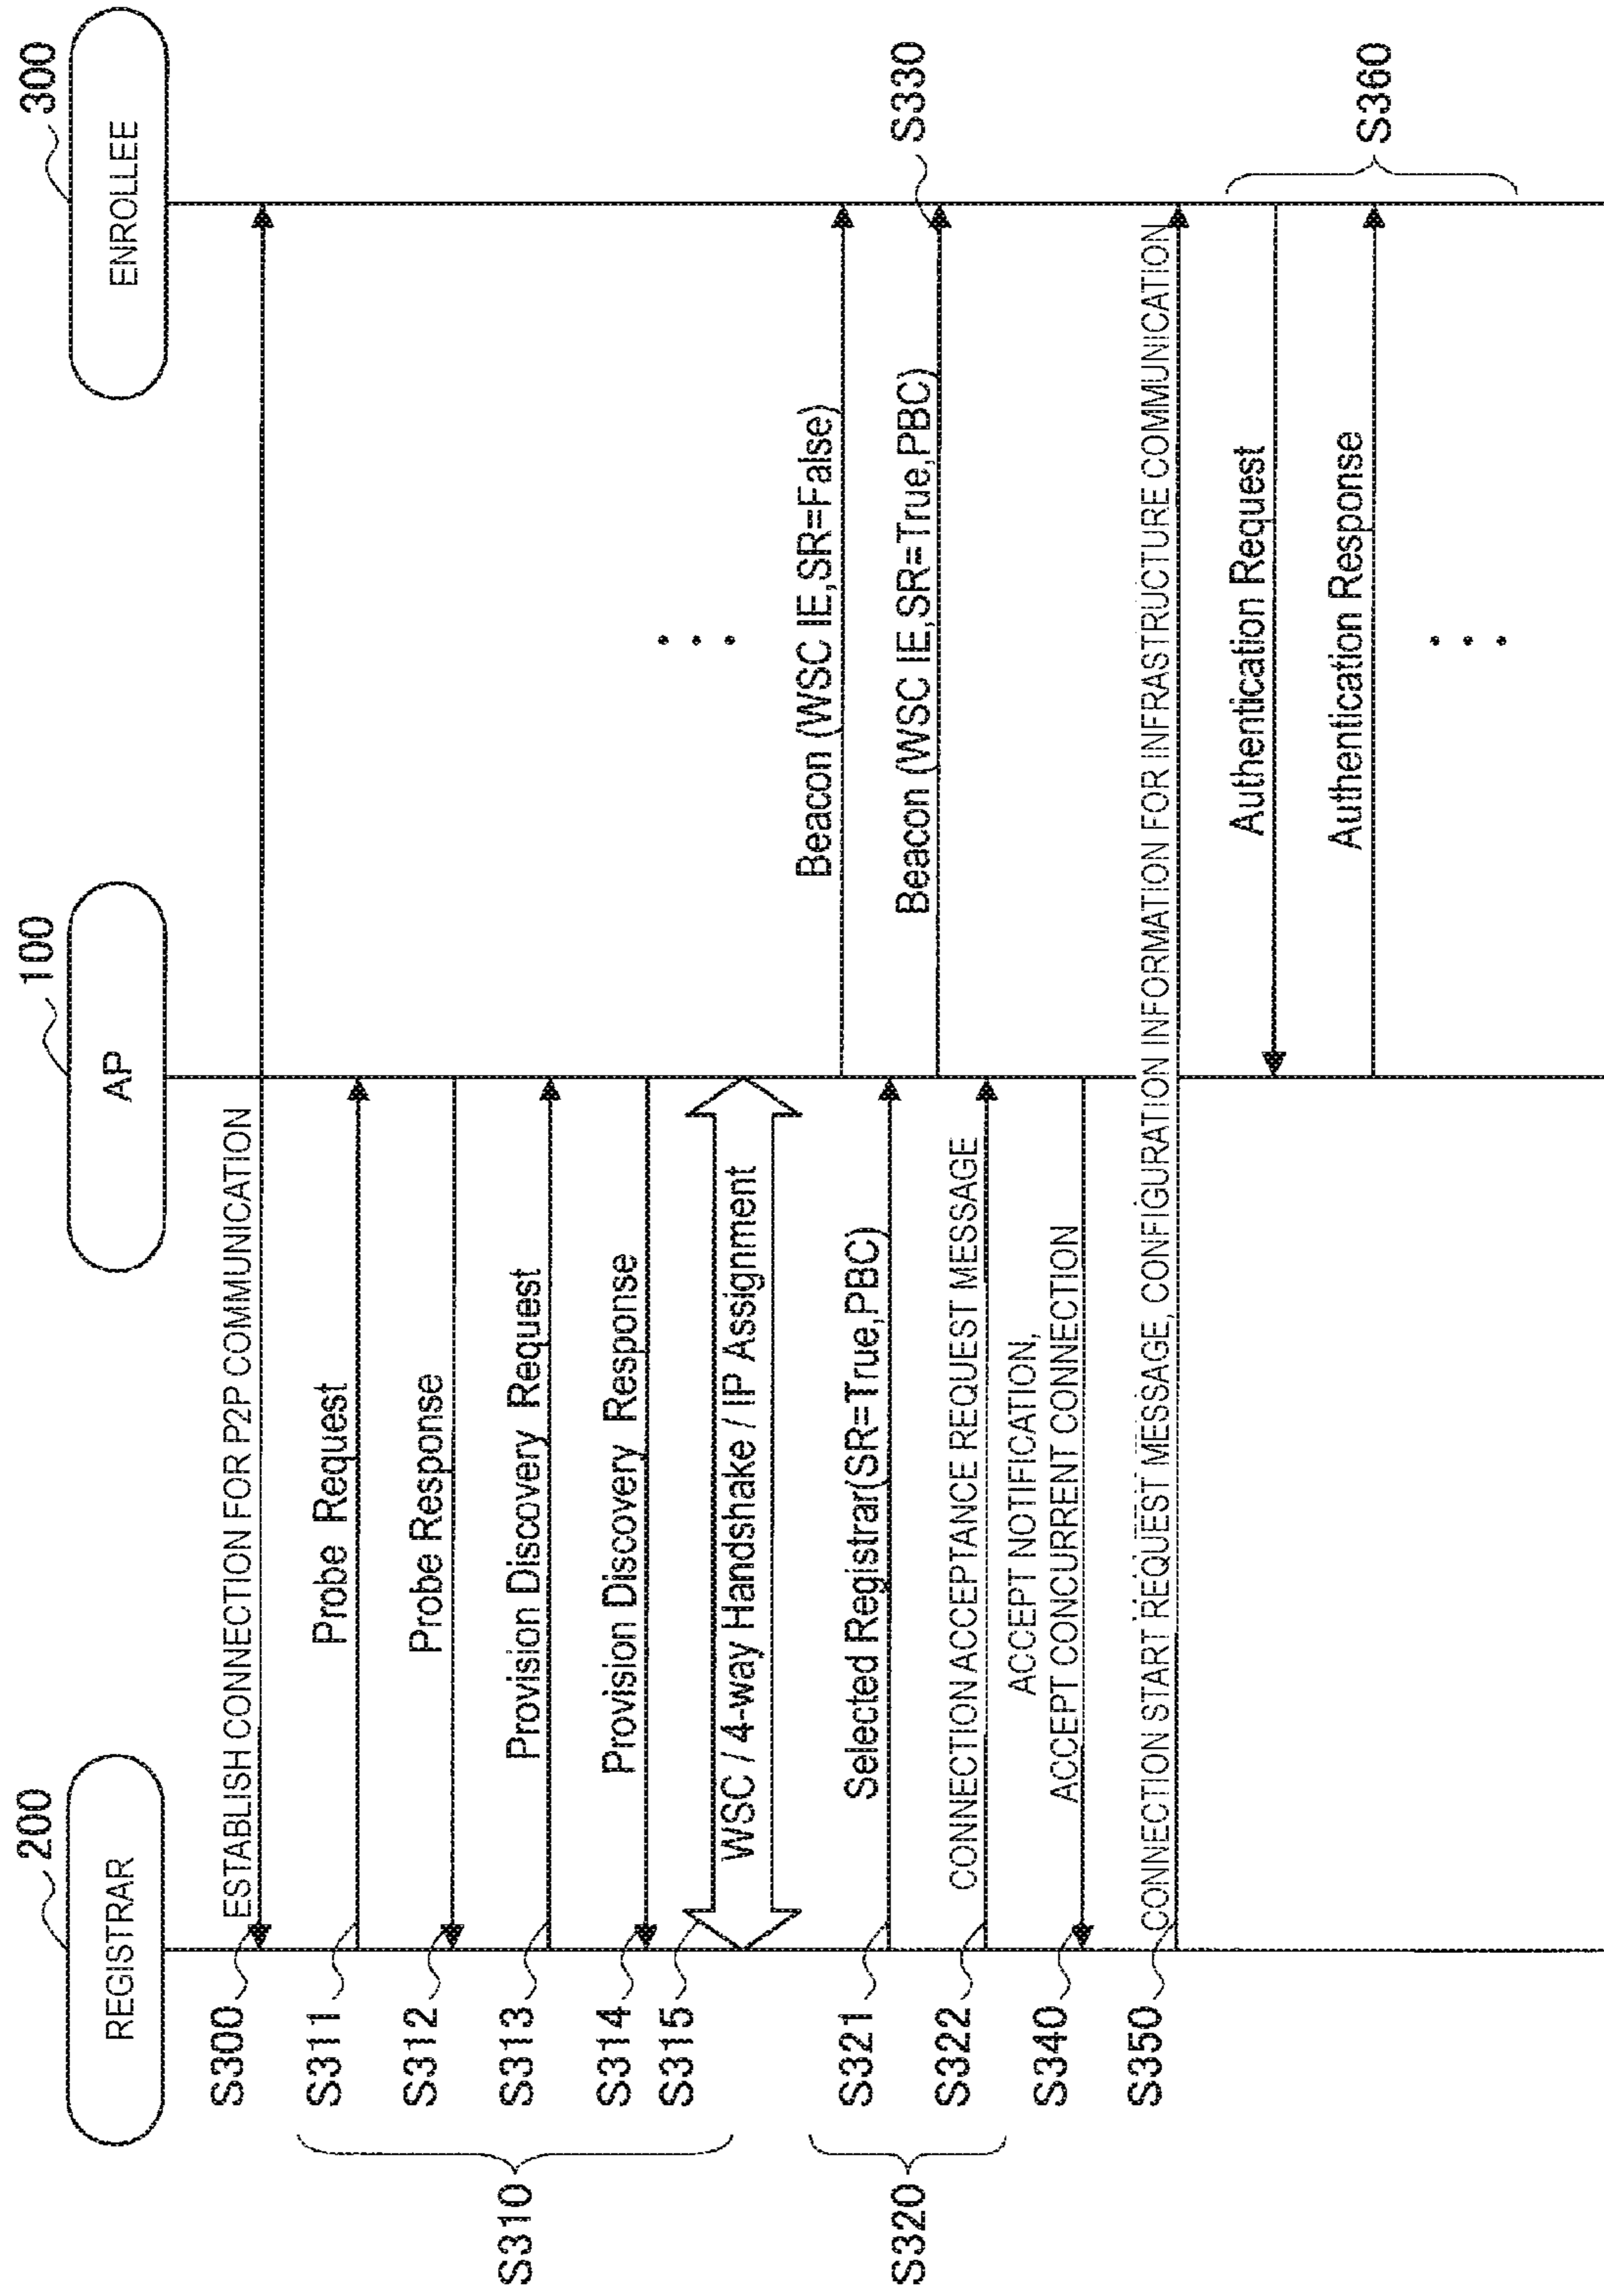 200
REGISTRAR
100
AP
300
ENROLLEE
S300
ESTABLISH CONNECTION FOR P2P COMMUNICATION
S310
S311
Probe Request
S312
Probe Response
S313
Provision Discovery Request
S314
Provision Discovery Response
S315
WSC / 4-way Handshake / IP Assignment
. . .
Beacon (WSC IE,SR=False)
S320
S321
Selected Registrar(SR=True,PBC)
Beacon (WSC IE,SR=True,PBC)
S330
S322
CONNECTION ACCEPTANCE REQUEST MESSAGE
S340
ACCEPT NOTIFICATION,
ACCEPT CONCURRENT CONNECTION
S350
CONNECTION START REQUEST MESSAGE, CONFIGURATION INFORMATION FOR INFRASTRUCTURE COMMUNICATION
Authentication Request
S360
Authentication Response
. . .